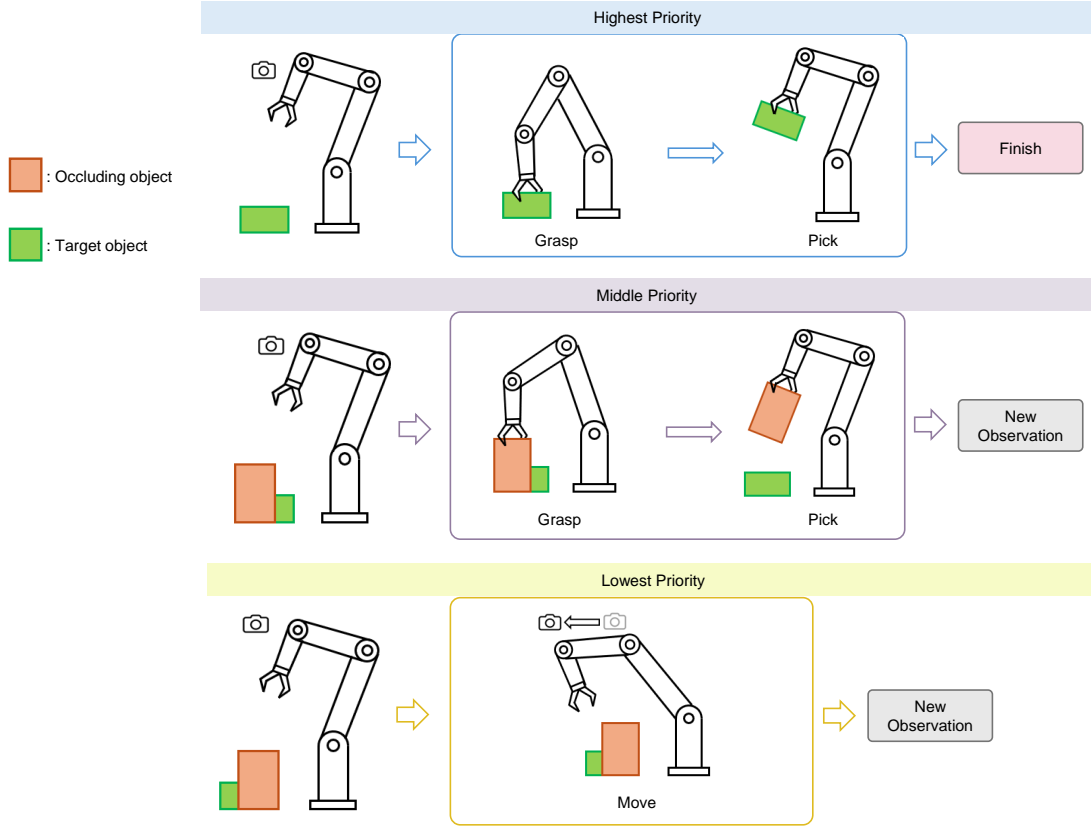 Highest Priority
: Occluding object
: Target object
Grasp
Pick
Finish
Middle Priority
Grasp
Pick
New
Observation
Lowest Priority
Move
New
Observation